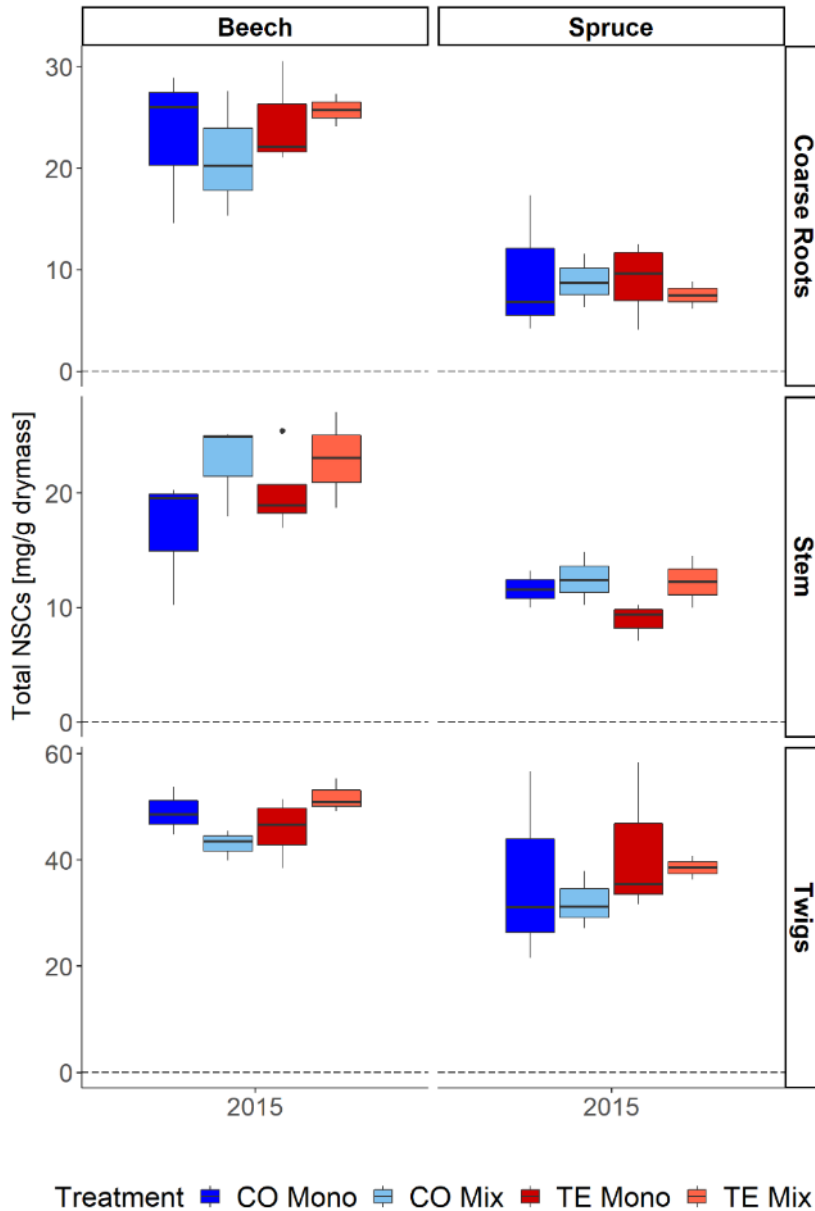 Beech Spruce
30
20
10
0
Coarse Roots
Total NSCs [mg/g drymass]
20
10
0
Stem
60
40
20
0
Twigs
2015 2015
Treatment CO Mono CO Mix TE Mono TE Mix